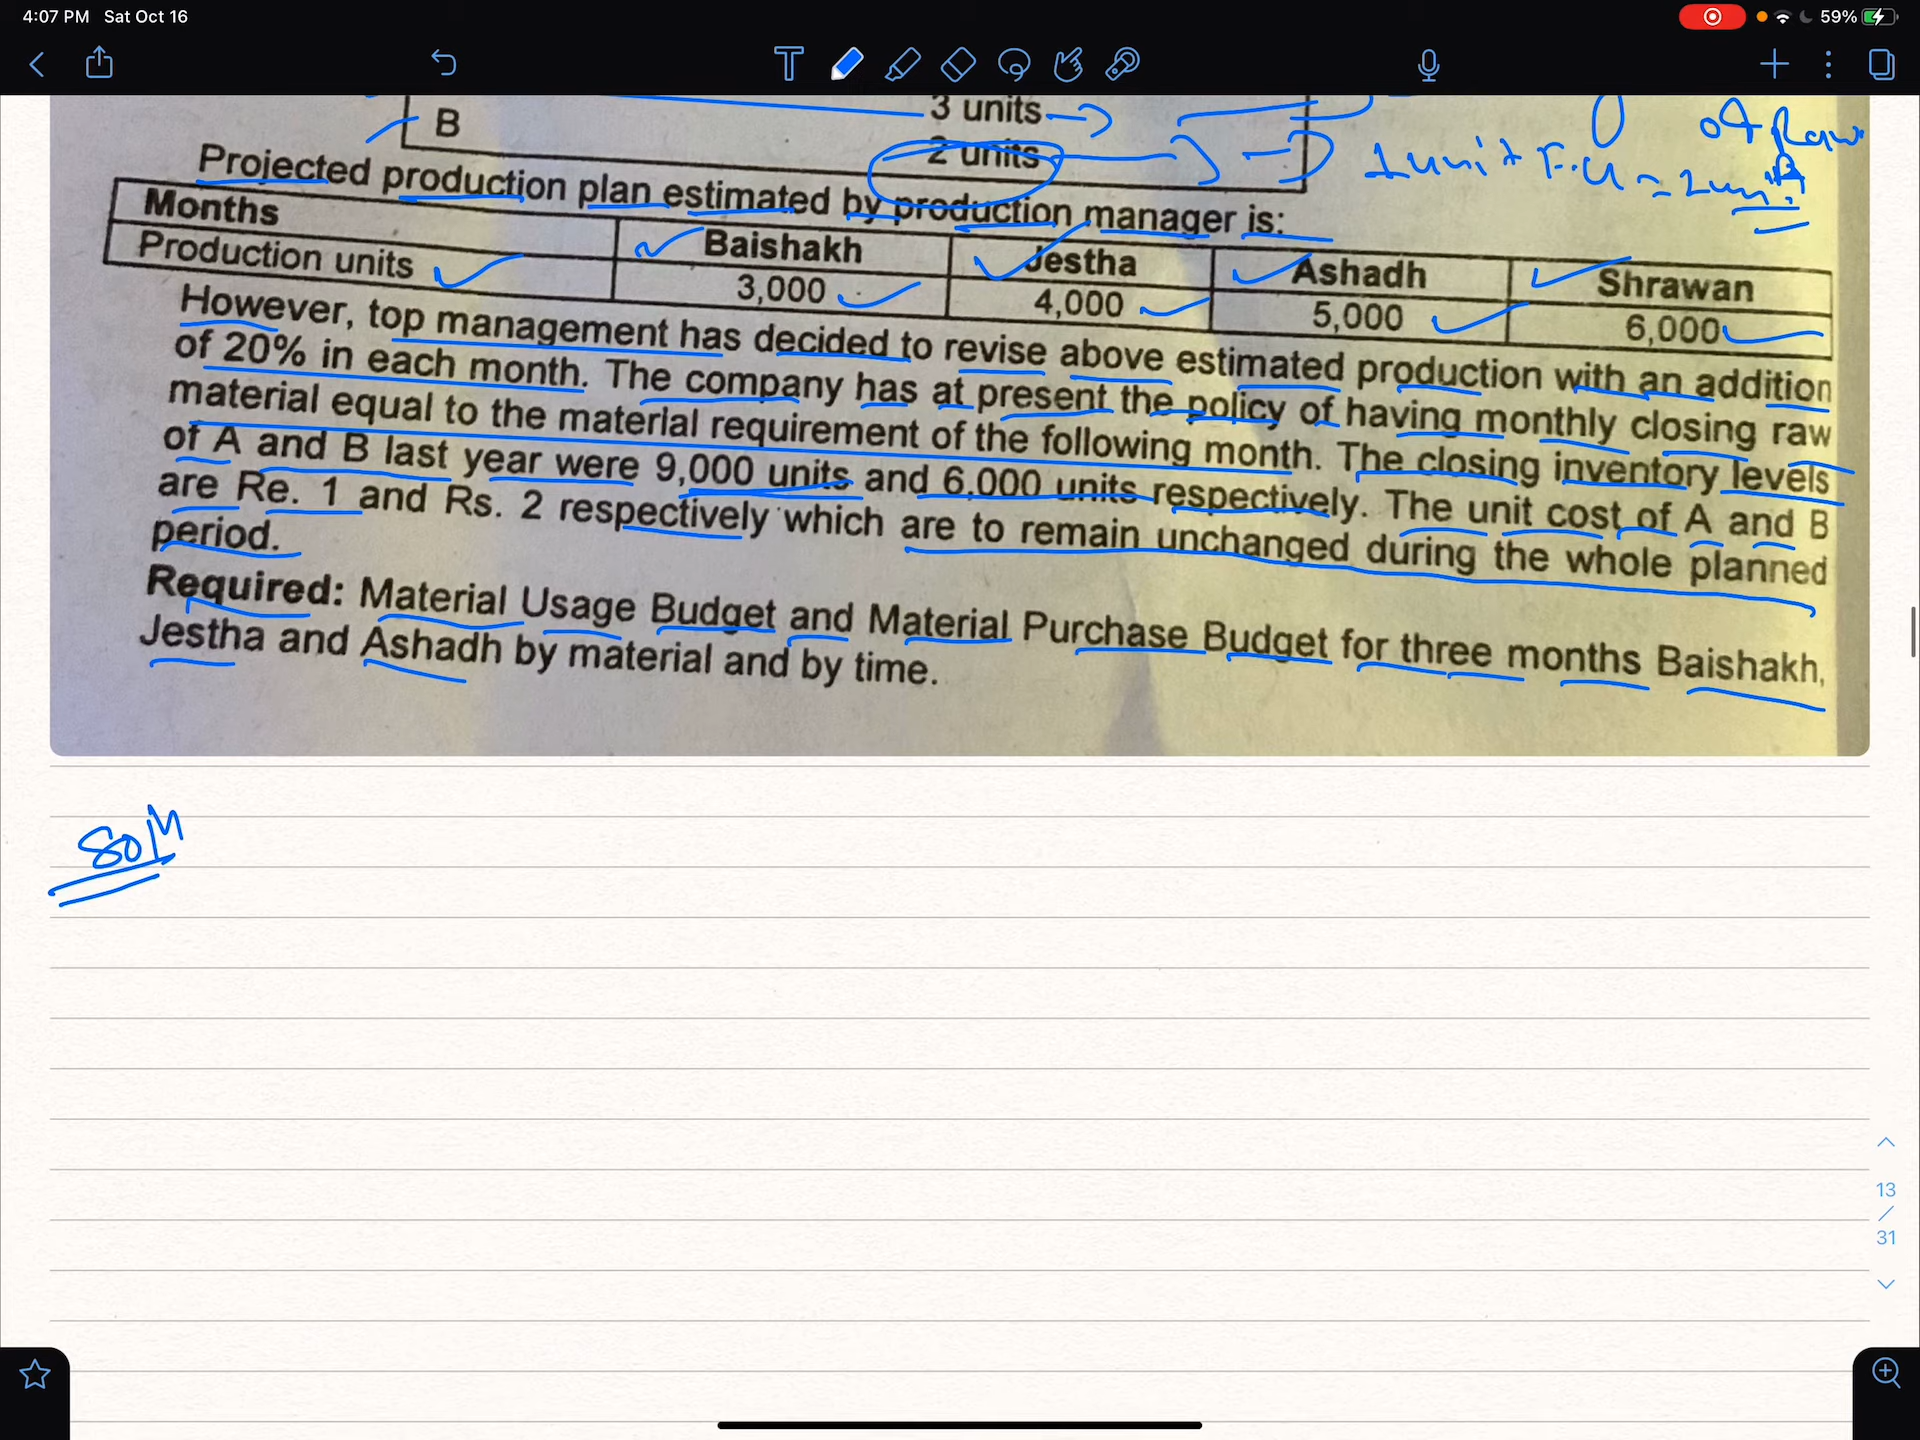 4:07 PM Sat Oct 16
59%
3 units
B
2 units
of Raw
1 unit F.G =
Projected production plan estimated by production manager is:
Months Baishakh Jestha Ashadh Shrawan
Production units 3,000 4,000 5,000 6,000
However, top management has decided to revise above estimated production with an addition
of 20% in each month. The company has at present the policy of having monthly closing raw
material equal to the material requirement of the following month. The closing inventory levels
of A and B last year were 9,000 units and 6,000 units respectively. The unit cost of A and B
are Re. 1 and Rs. 2 respectively which are to remain unchanged during the whole planned
period.
Required: Material Usage Budget and Material Purchase Budget for three months Baishakh,
Jestha and Ashadh by material and by time.
Soln
13
/
31